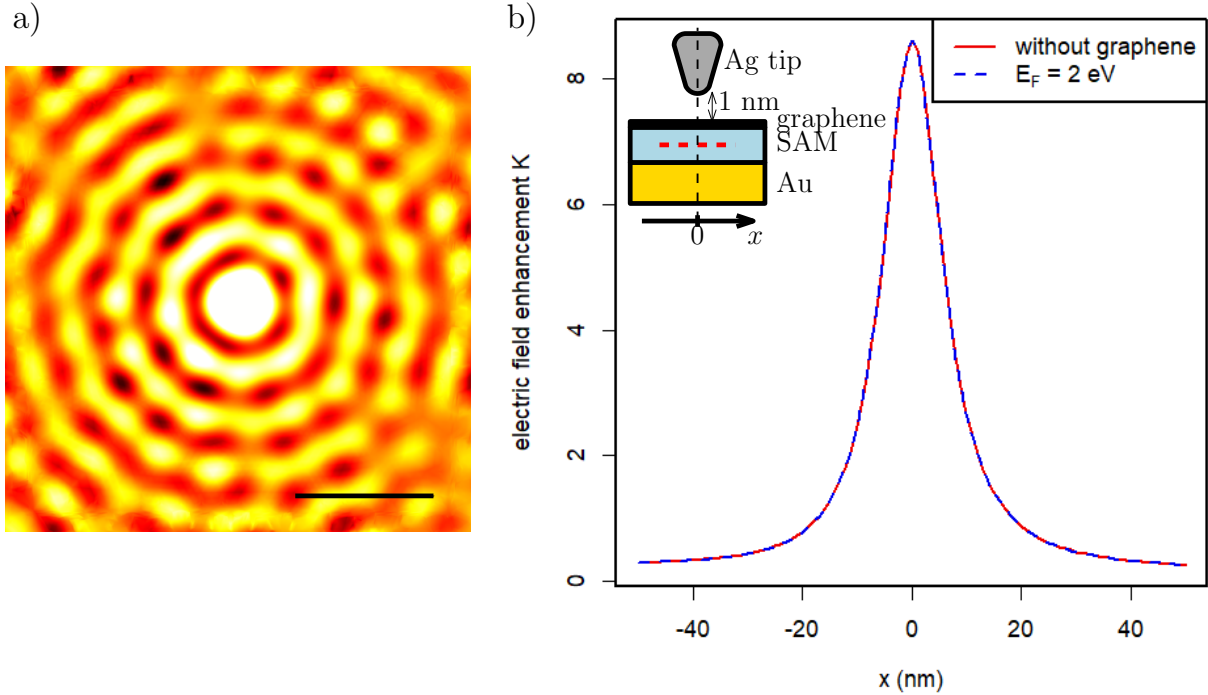 a)
b)
without graphene
E_F = 2 eV
Ag tip
1 nm
graphene
SAM
Au
0
x
electric field enhancement K
8
6
4
2
0
-40
-20
0
20
40
x (nm)